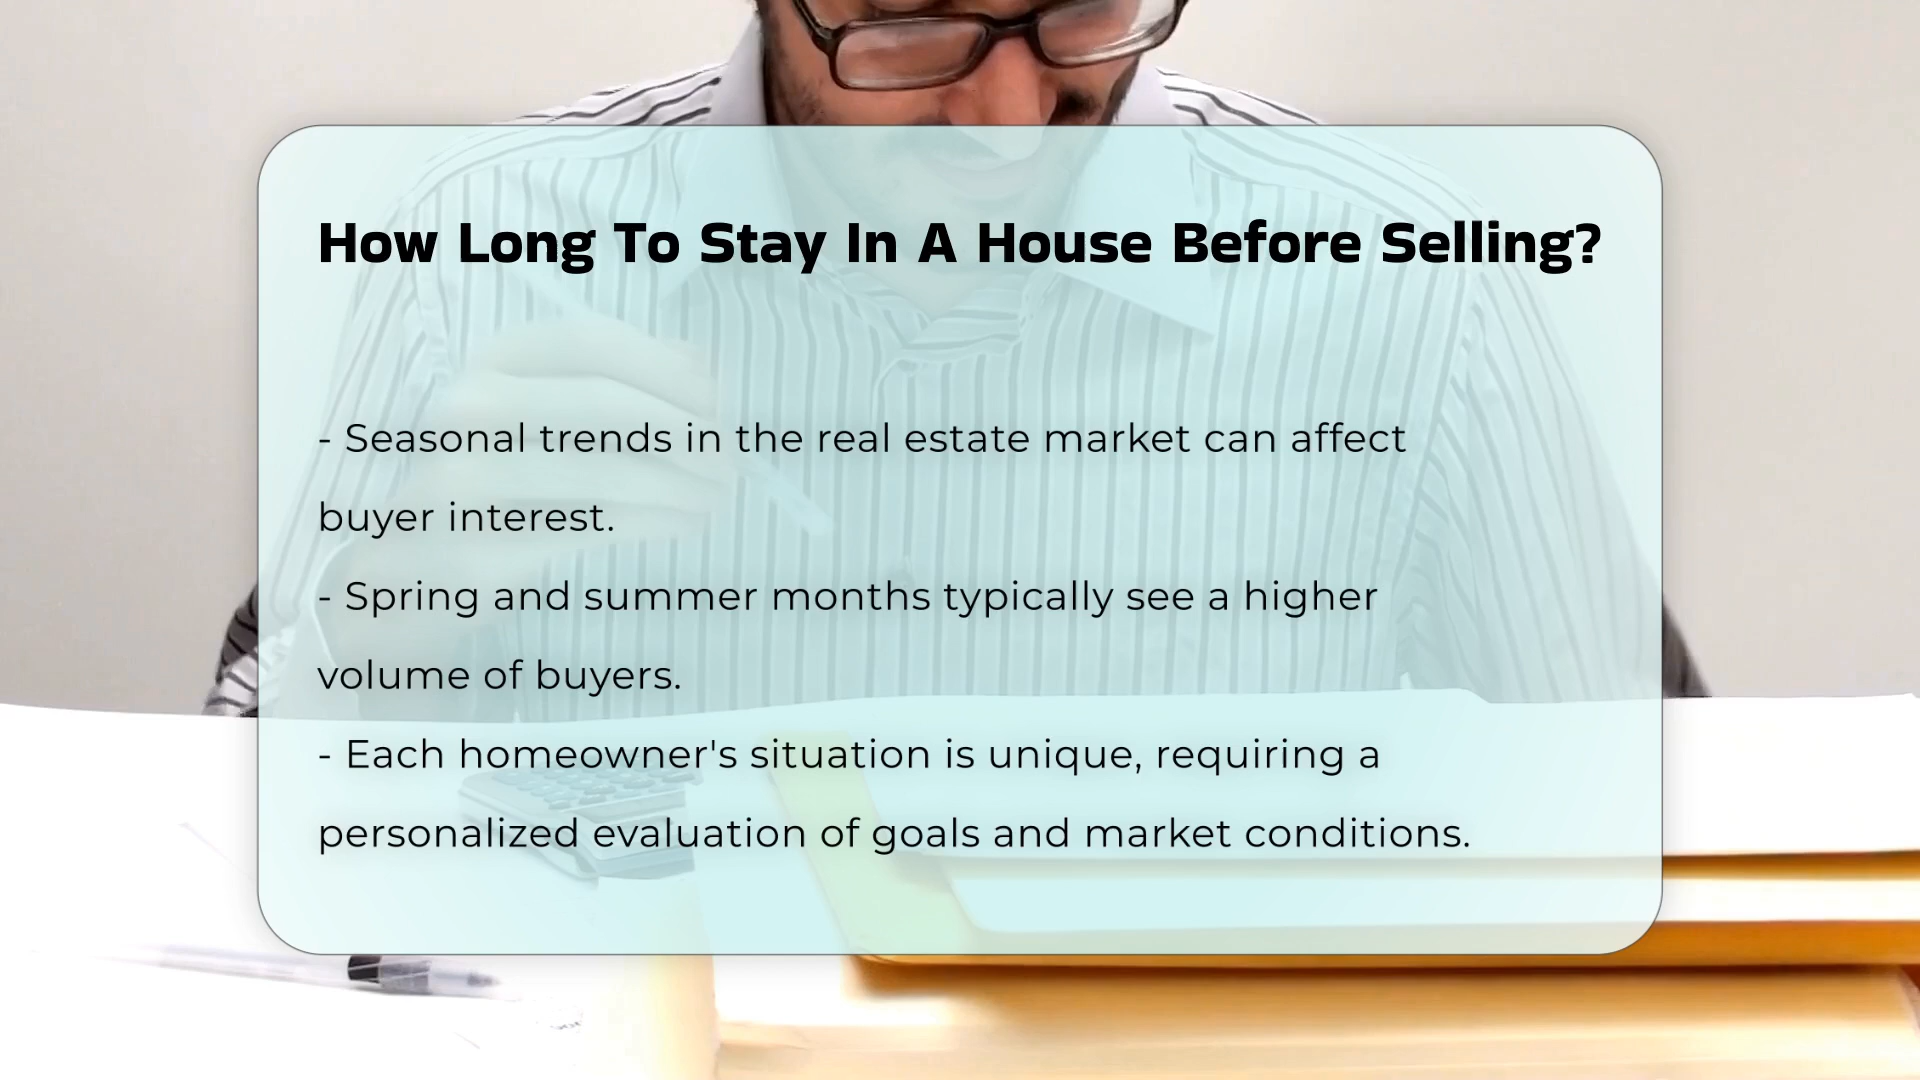 How Long To Stay In A House Before Selling?
- Seasonal trends in the real estate market can affect
buyer interest.
- Spring and summer months typically see a higher
volume of buyers.
- Each homeowner's situation is unique, requiring a
personalized evaluation of goals and market conditions.